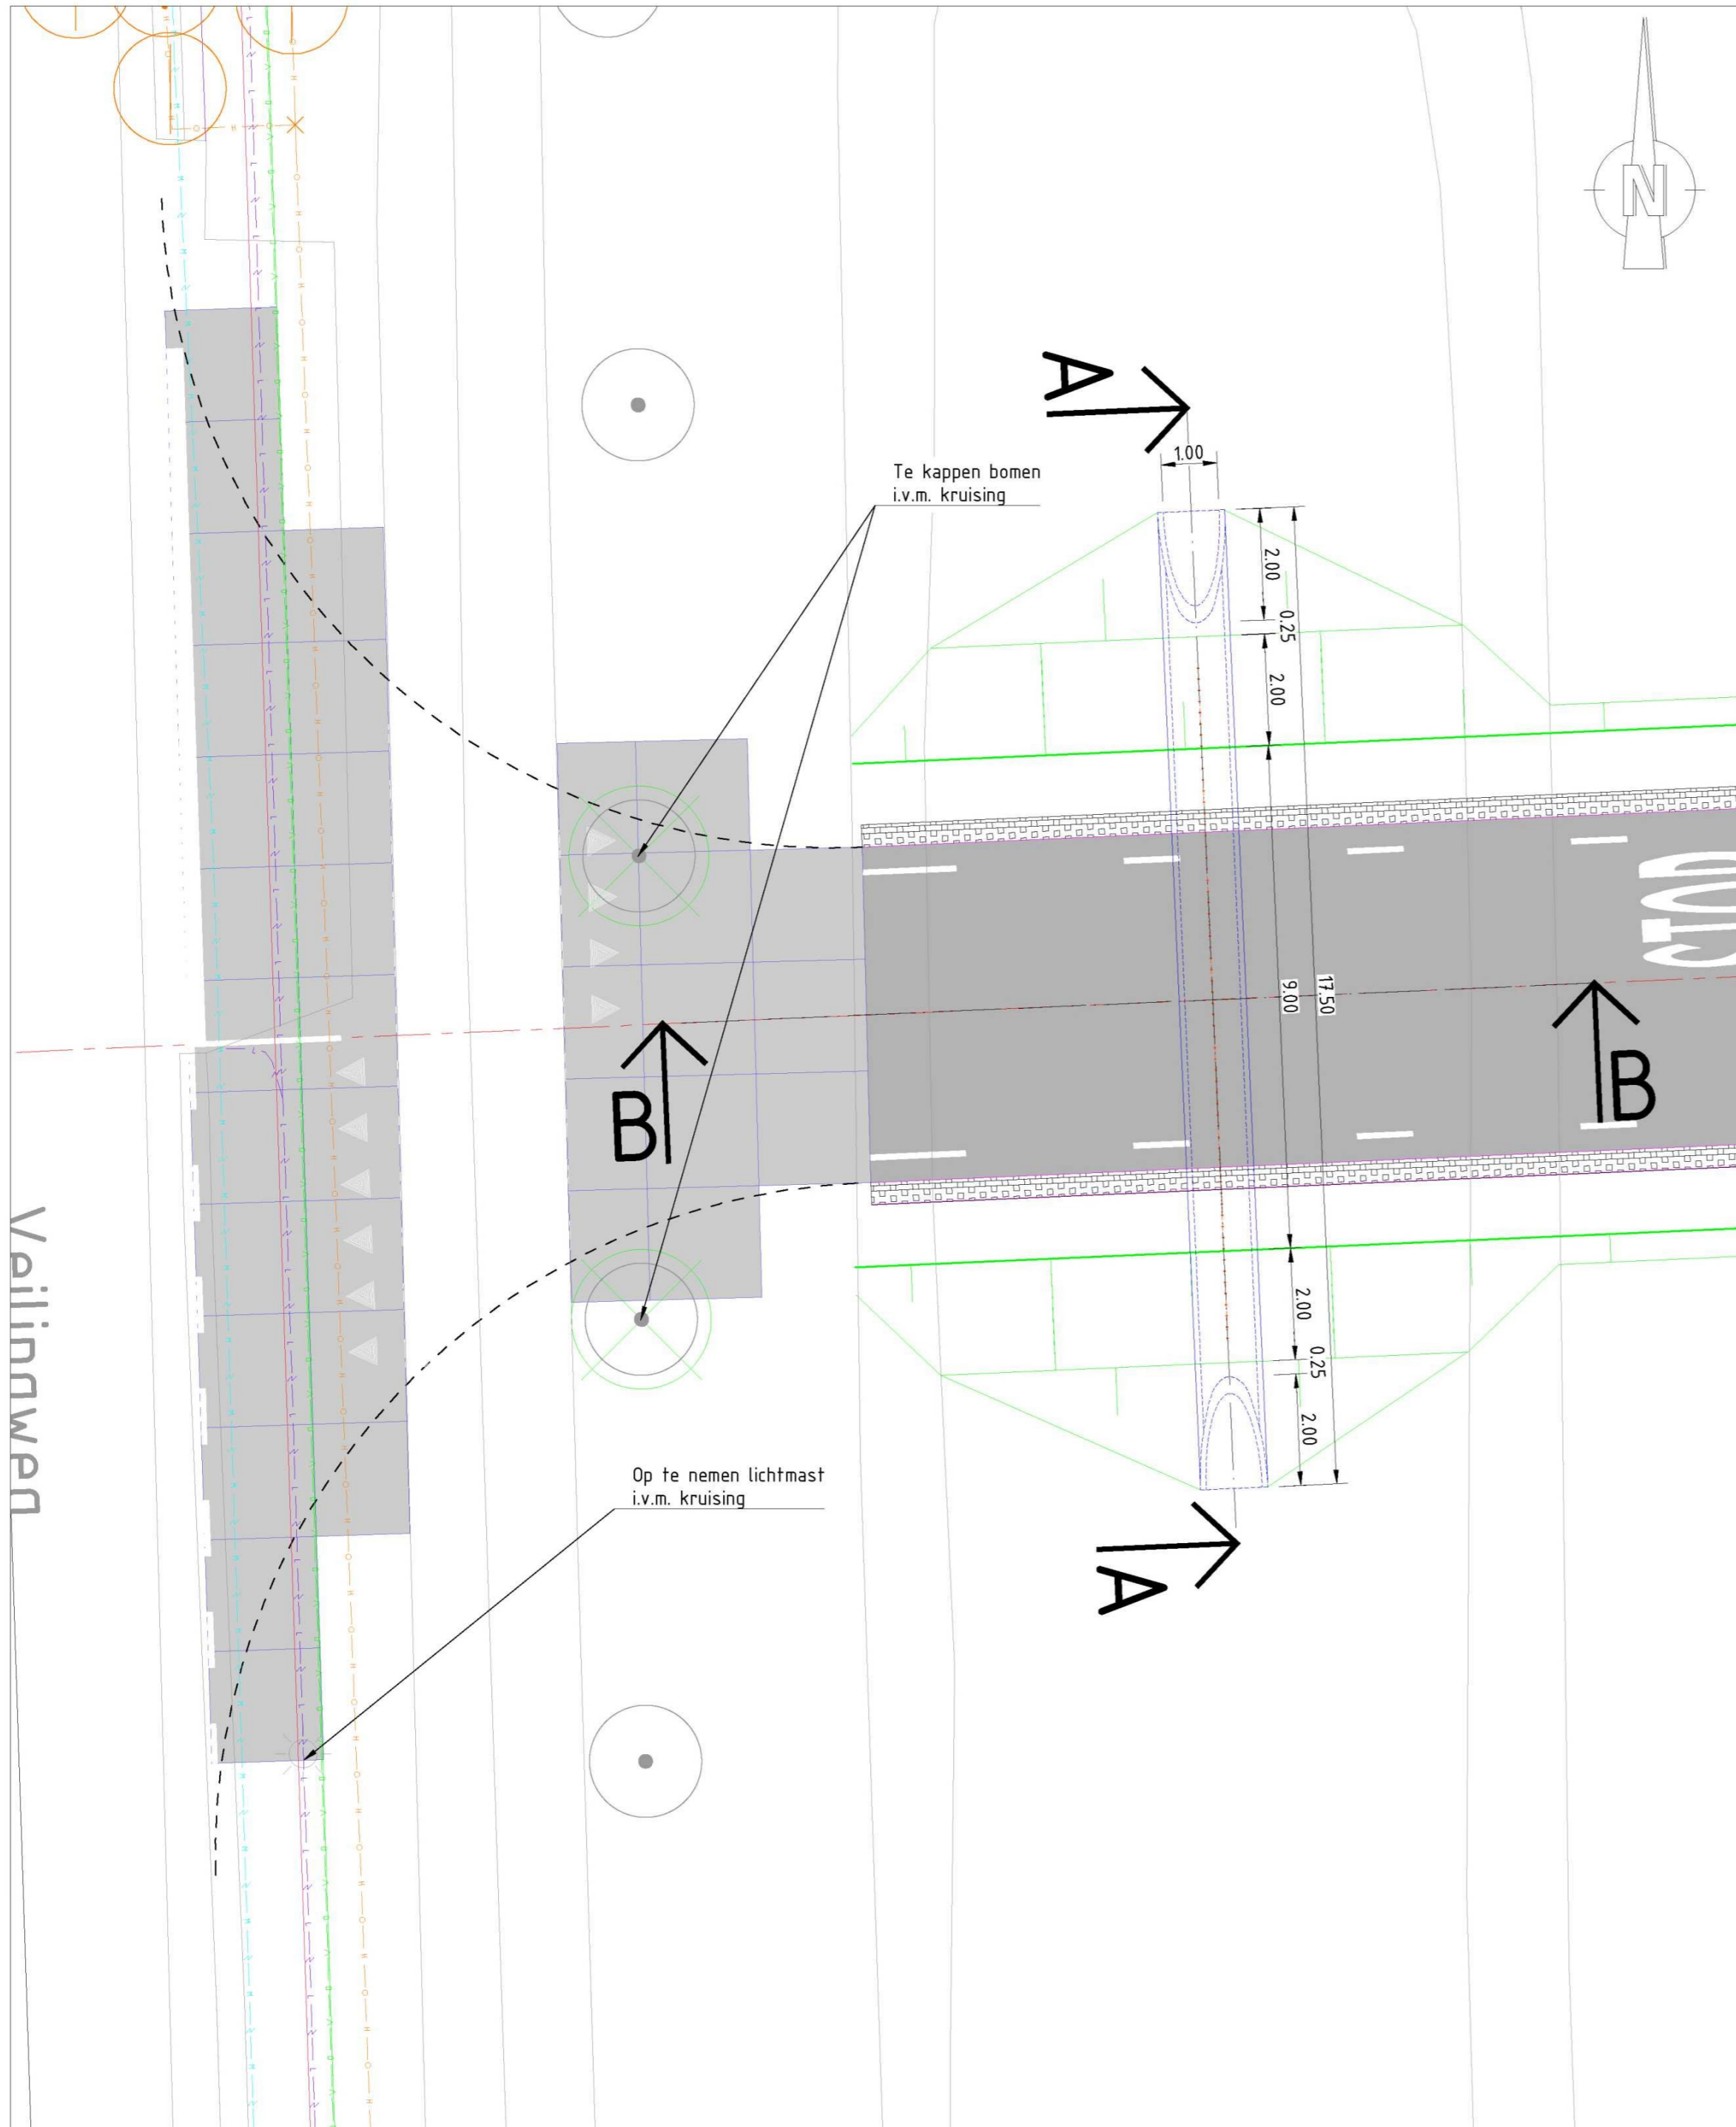 N
A
1.00
Te kappen bomen
i.v.m. kruising
2.00
0.25
2.00
9.00
17.50
B
B
Veilingweg
2.00
0.25
2.00
Op te nemen lichtmast
i.v.m. kruising
A